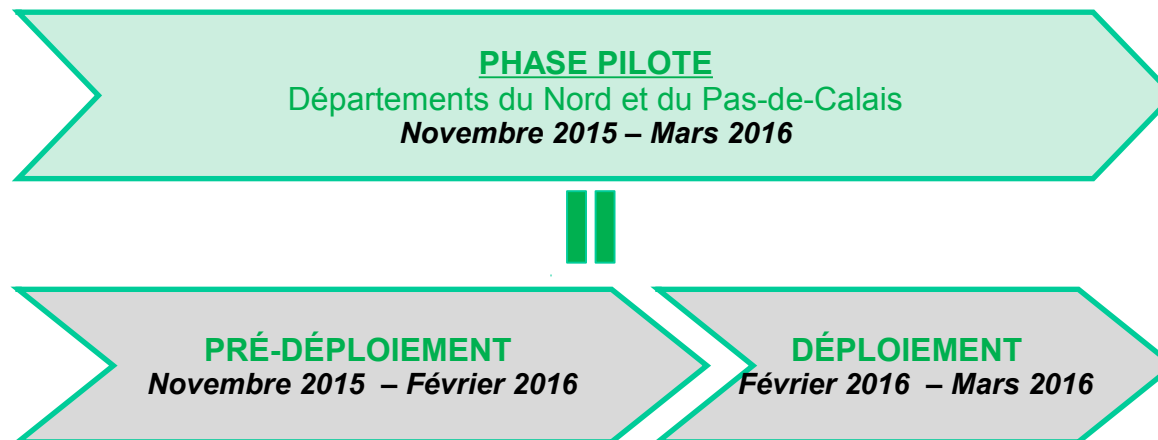 PHASE PILOTE
Départements du Nord et du Pas-de-Calais
Novembre 2015 – Mars 2016
PRÉ-DÉPLOIEMENT
Novembre 2015 – Février 2016
DÉPLOIEMENT
Février 2016 – Mars 2016